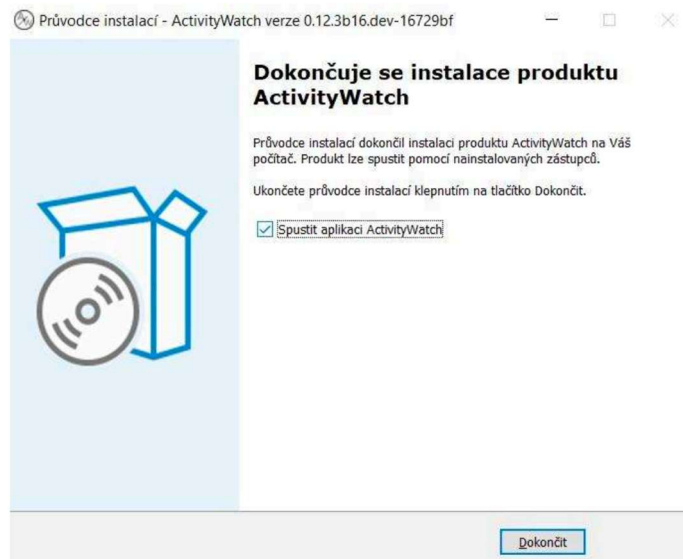 Průvodce instalací - ActivityWatch verze 0.12.3b16.dev-16729bf
Dokončuje se instalace produktu
ActivityWatch
Průvodce instalací dokončil instalaci produktu ActivityWatch na Váš
počítač. Produkt lze spustit pomocí nainstalovaných zástupců.
Ukončete průvodce instalací klepnutím na tlačítko Dokončit.
Spustit aplikaci ActivityWatch
Dokončit